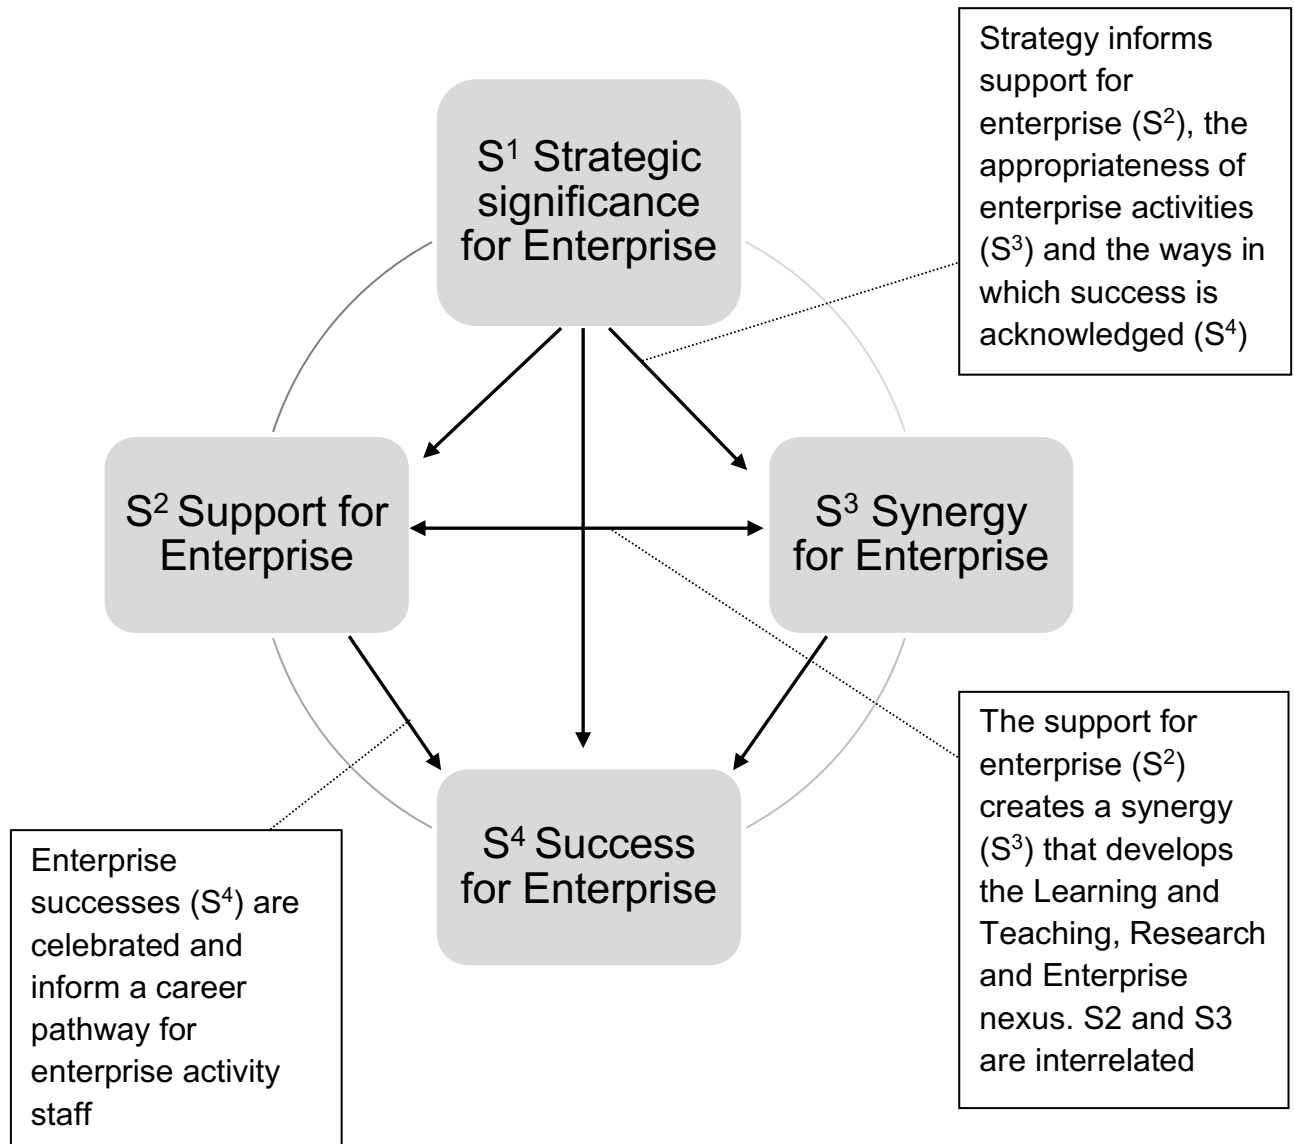 Strategy informs
support for
enterprise (S²), the
appropriateness of
enterprise activities
(S³) and the ways in
which success is
acknowledged (S⁴)
S¹ Strategic
significance
for Enterprise
S² Support for
Enterprise
S³ Synergy
for Enterprise
S⁴ Success
for Enterprise
The support for
enterprise (S²)
creates a synergy
(S³) that develops
the Learning and
Teaching, Research
and Enterprise
nexus. S2 and S3
are interrelated
Enterprise
successes (S⁴) are
celebrated and
inform a career
pathway for
enterprise activity
staff